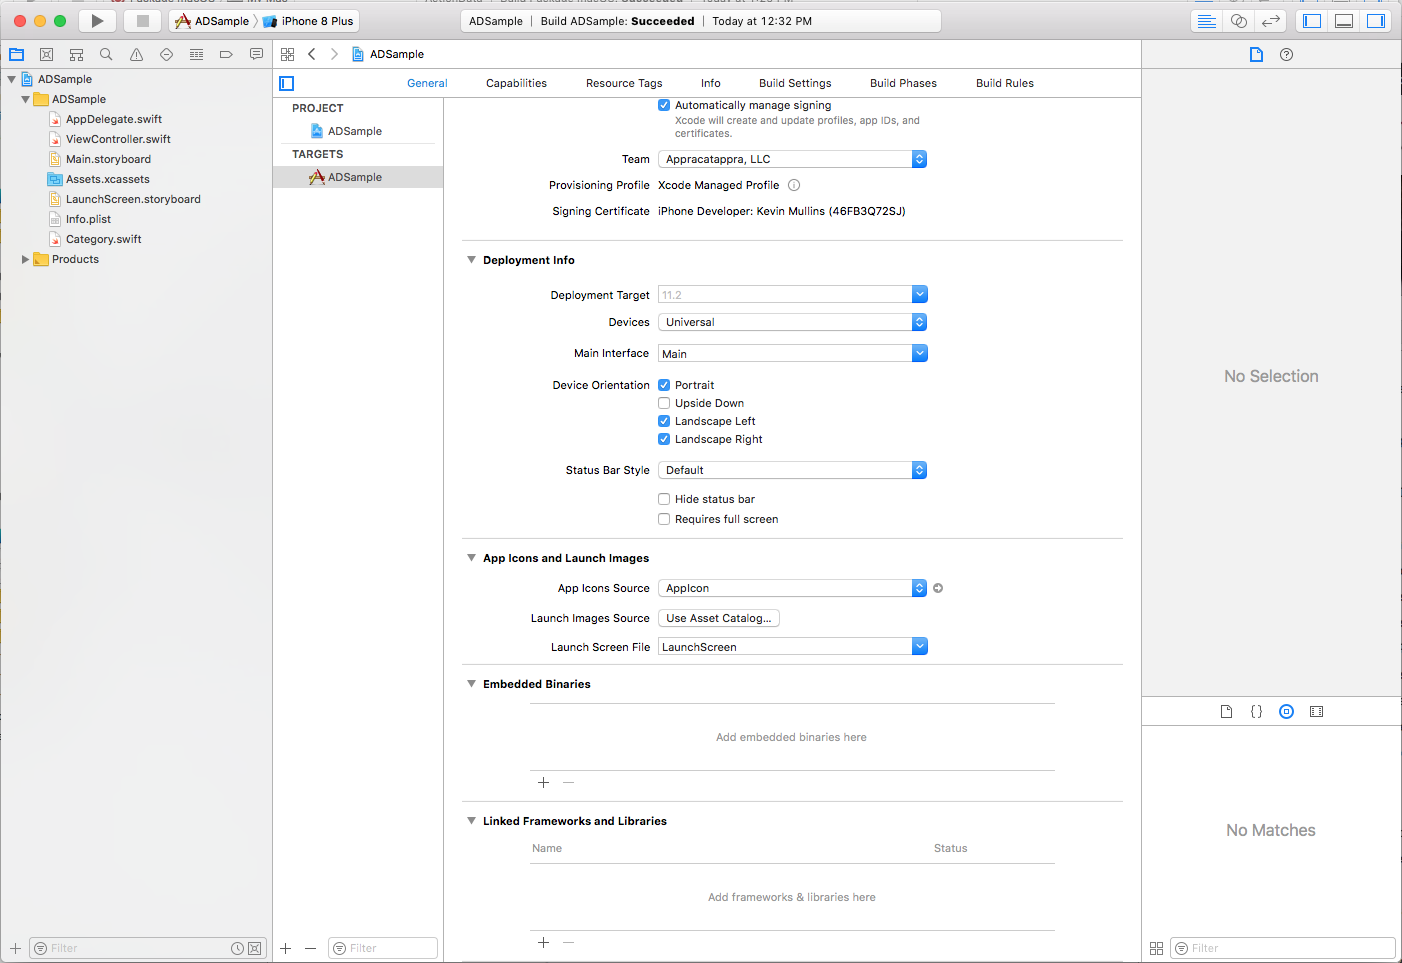 ADSample
iPhone 8 Plus
ADSample | Build ADSample: Succeeded | Today at 12:32 PM
ADSample
ADSample
ADSample
AppDelegate.swift
ViewController.swift
Main.storyboard
Assets.xcassets
LaunchScreen.storyboard
Info.plist
Category.swift
Products
Filter
General
Capabilities
Resource Tags
Info
Build Settings
Build Phases
Build Rules
PROJECT
ADSample
TARGETS
ADSample
Filter
Automatically manage signing
Xcode will create and update profiles, app IDs, and
certificates.
Team Appracatappra, LLC
Provisioning Profile Xcode Managed Profile
Signing Certificate iPhone Developer: Kevin Mullins (46FB3Q72SJ)
Deployment Info
Deployment Target 11.2
Devices Universal
Main Interface Main
Device Orientation Portrait
Upside Down
Landscape Left
Landscape Right
Status Bar Style Default
Hide status bar
Requires full screen
App Icons and Launch Images
App Icons Source AppIcon
Launch Images Source Use Asset Catalog...
Launch Screen File LaunchScreen
Embedded Binaries
Add embedded binaries here
Linked Frameworks and Libraries
Name Status
Add frameworks & libraries here
No Selection
No Matches
Filter